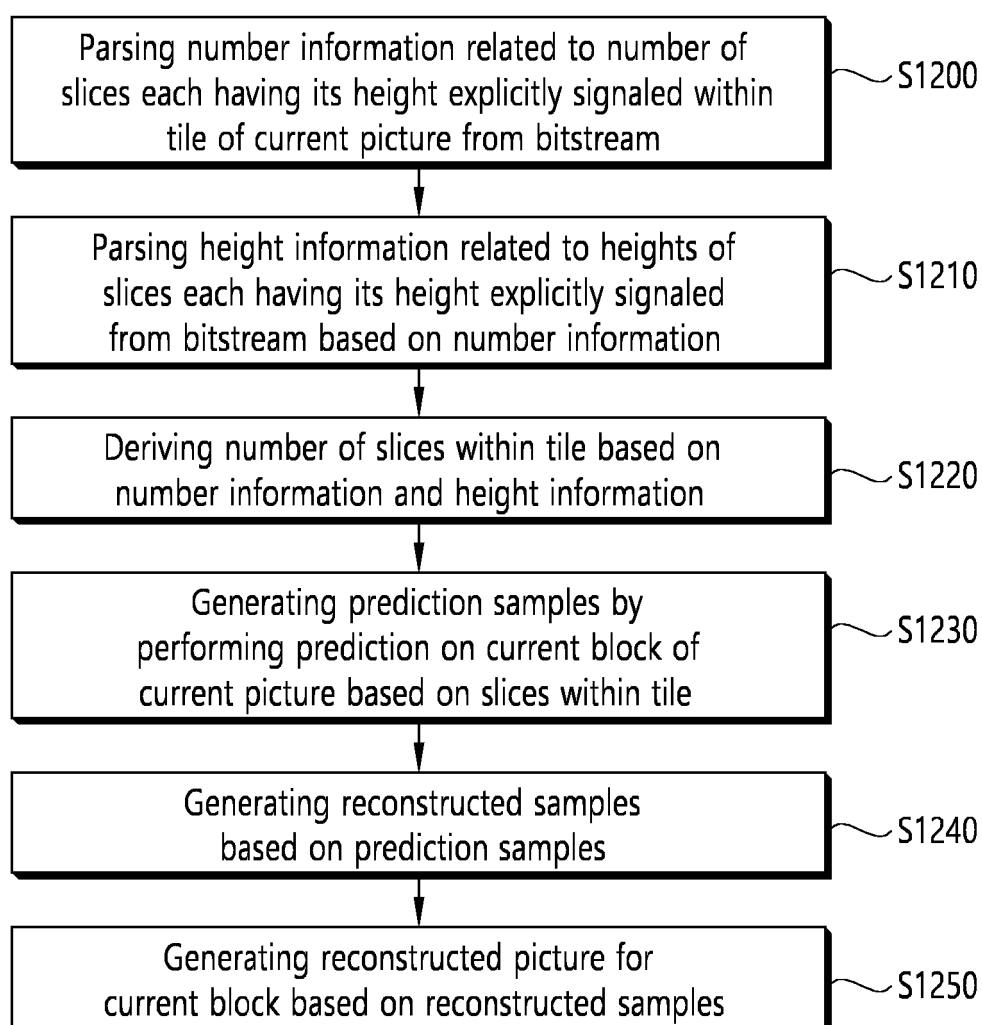 Parsing number information related to number of
slices each having its height explicitly signaled within
tile of current picture from bitstream
S1200
Parsing height information related to heights of
slices each having its height explicitly signaled
from bitstream based on number information
S1210
Deriving number of slices within tile based on
number information and height information
S1220
Generating prediction samples by
performing prediction on current block of
current picture based on slices within tile
S1230
Generating reconstructed samples
based on prediction samples
S1240
Generating reconstructed picture for
current block based on reconstructed samples
S1250